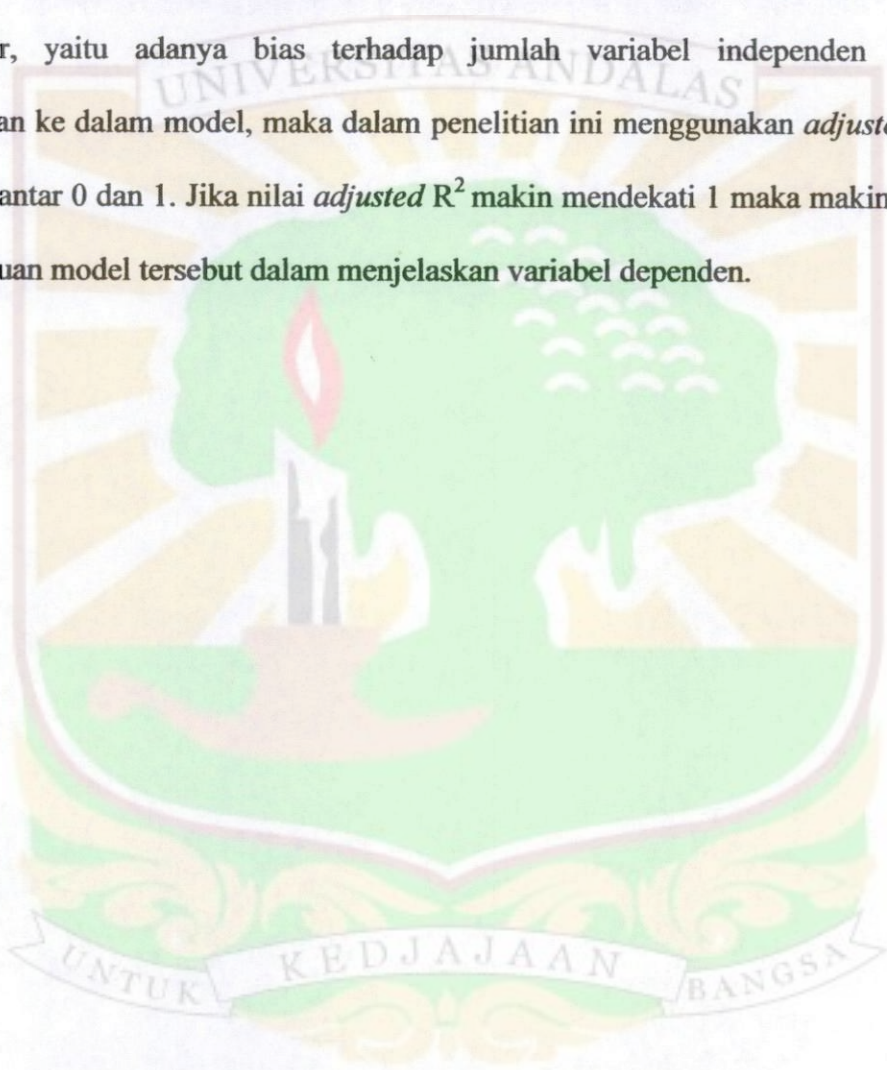 r, yaitu adanya bias terhadap jumlah variabel independen
UNIVERSITAS ANDALAS
an ke dalam model, maka dalam penelitian ini menggunakan adjuste
antar 0 dan 1. Jika nilai adjusted R² makin mendekati 1 maka makin
uan model tersebut dalam menjelaskan variabel dependen.
UNTUK KEDJAJAAN BANGSA